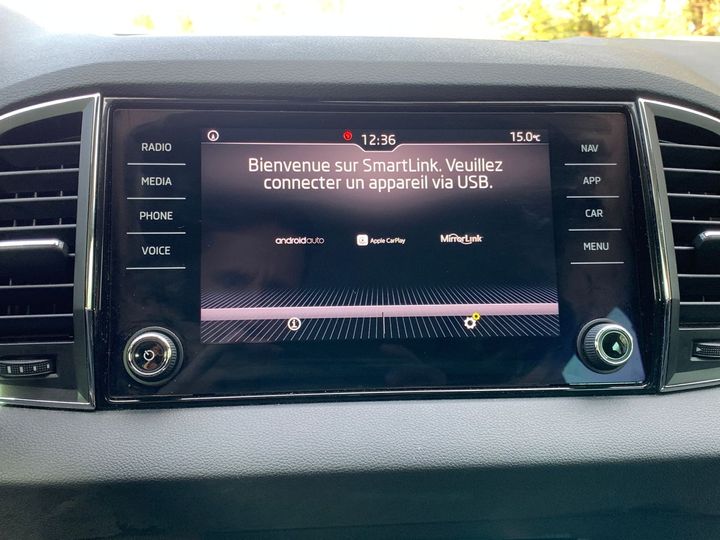 12:36
15.0°C
RADIO
MEDIA
PHONE
VOICE
Bienvenue sur SmartLink. Veuillez
connecter un appareil via USB.
androidauto
Apple CarPlay
MirrorLink
NAV
APP
CAR
MENU